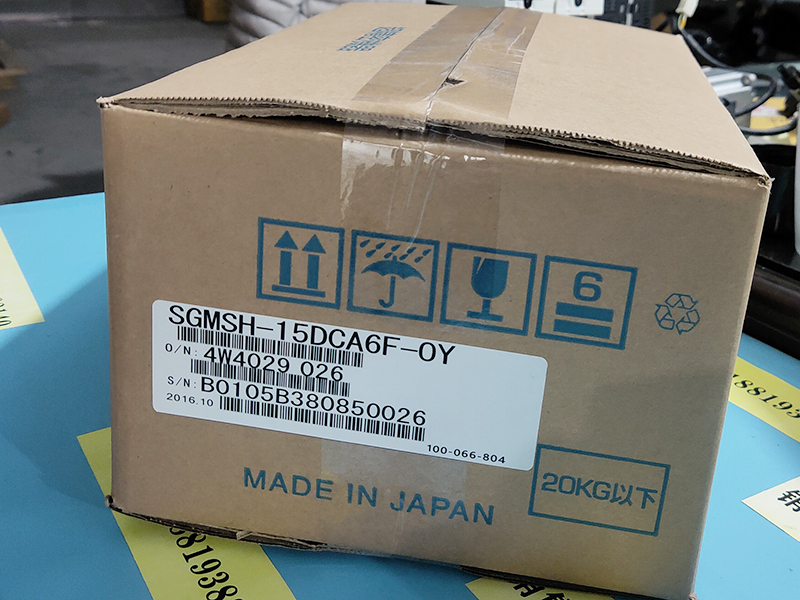 6
SGMSH-15DCA6F-OY
O/N: 4W4029 026
S/N: B0105B380850026
2016.10
100-066-804
20KG以下
MADE IN JAPAN